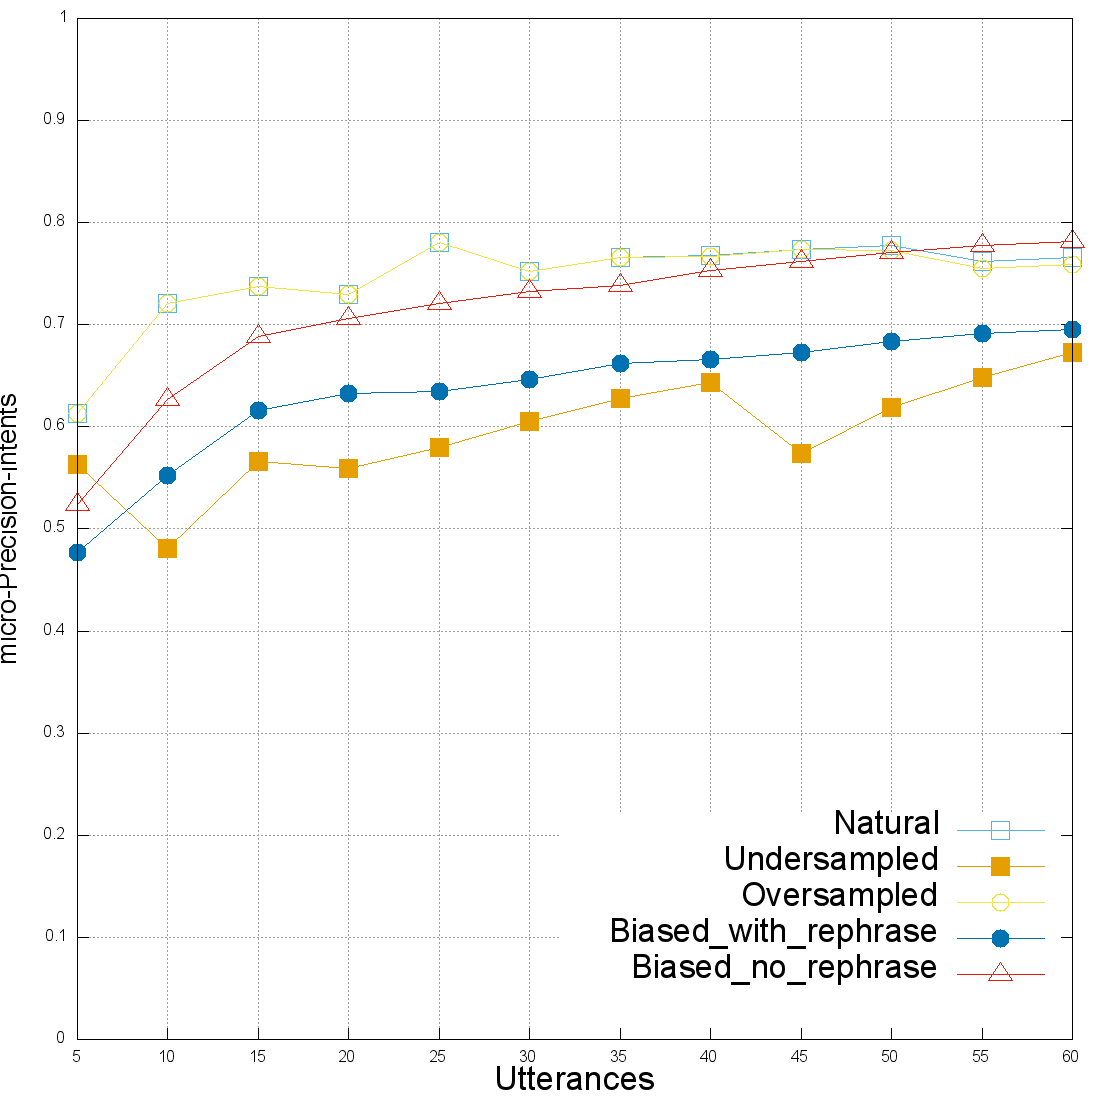 1
0.9
0.8
0.7
0.6
0.5
0.4
0.3
0.2
0.1
0
micro-Precision-intents
Natural
Undersampled
Oversampled
Biased_with_rephrase
Biased_no_rephrase
5 10 15 20 25 30 35 40 45 50 55 60
Utterances